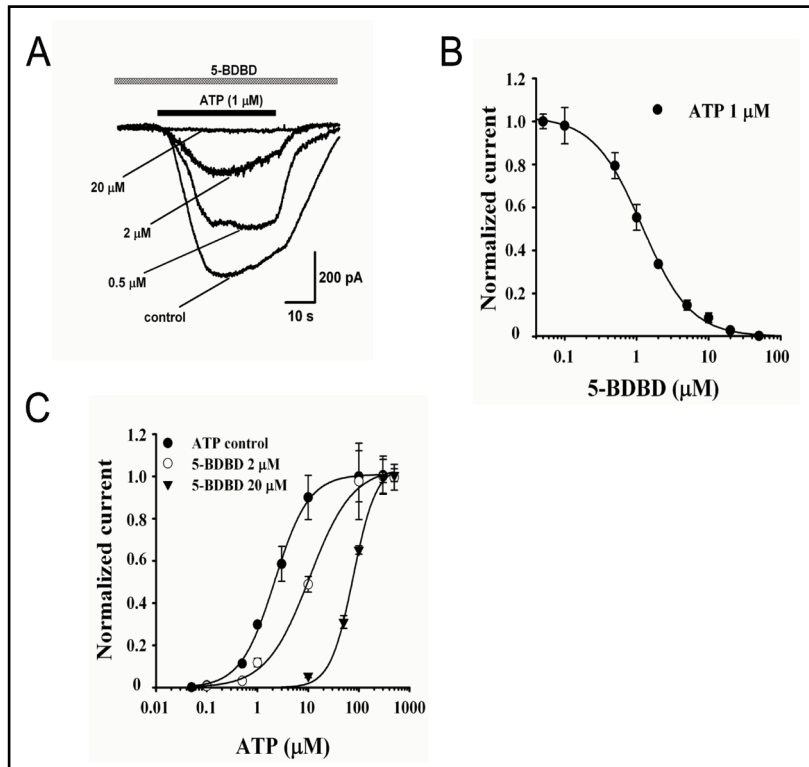 A
5-BDBD
ATP (1 μM)
20 μM
2 μM
0.5 μM
control
200 pA
10 s
B
Normalized current
1.2
1.0
0.8
0.6
0.4
0.2
0
ATP 1 μM
0.1
1
10
100
5-BDBD (μM)
C
Normalized current
1.2
1.0
0.8
0.6
0.4
0.2
0
ATP control
5-BDBD 2 μM
5-BDBD 20 μM
0.01
0.1
1
10
100
1000
ATP (μM)